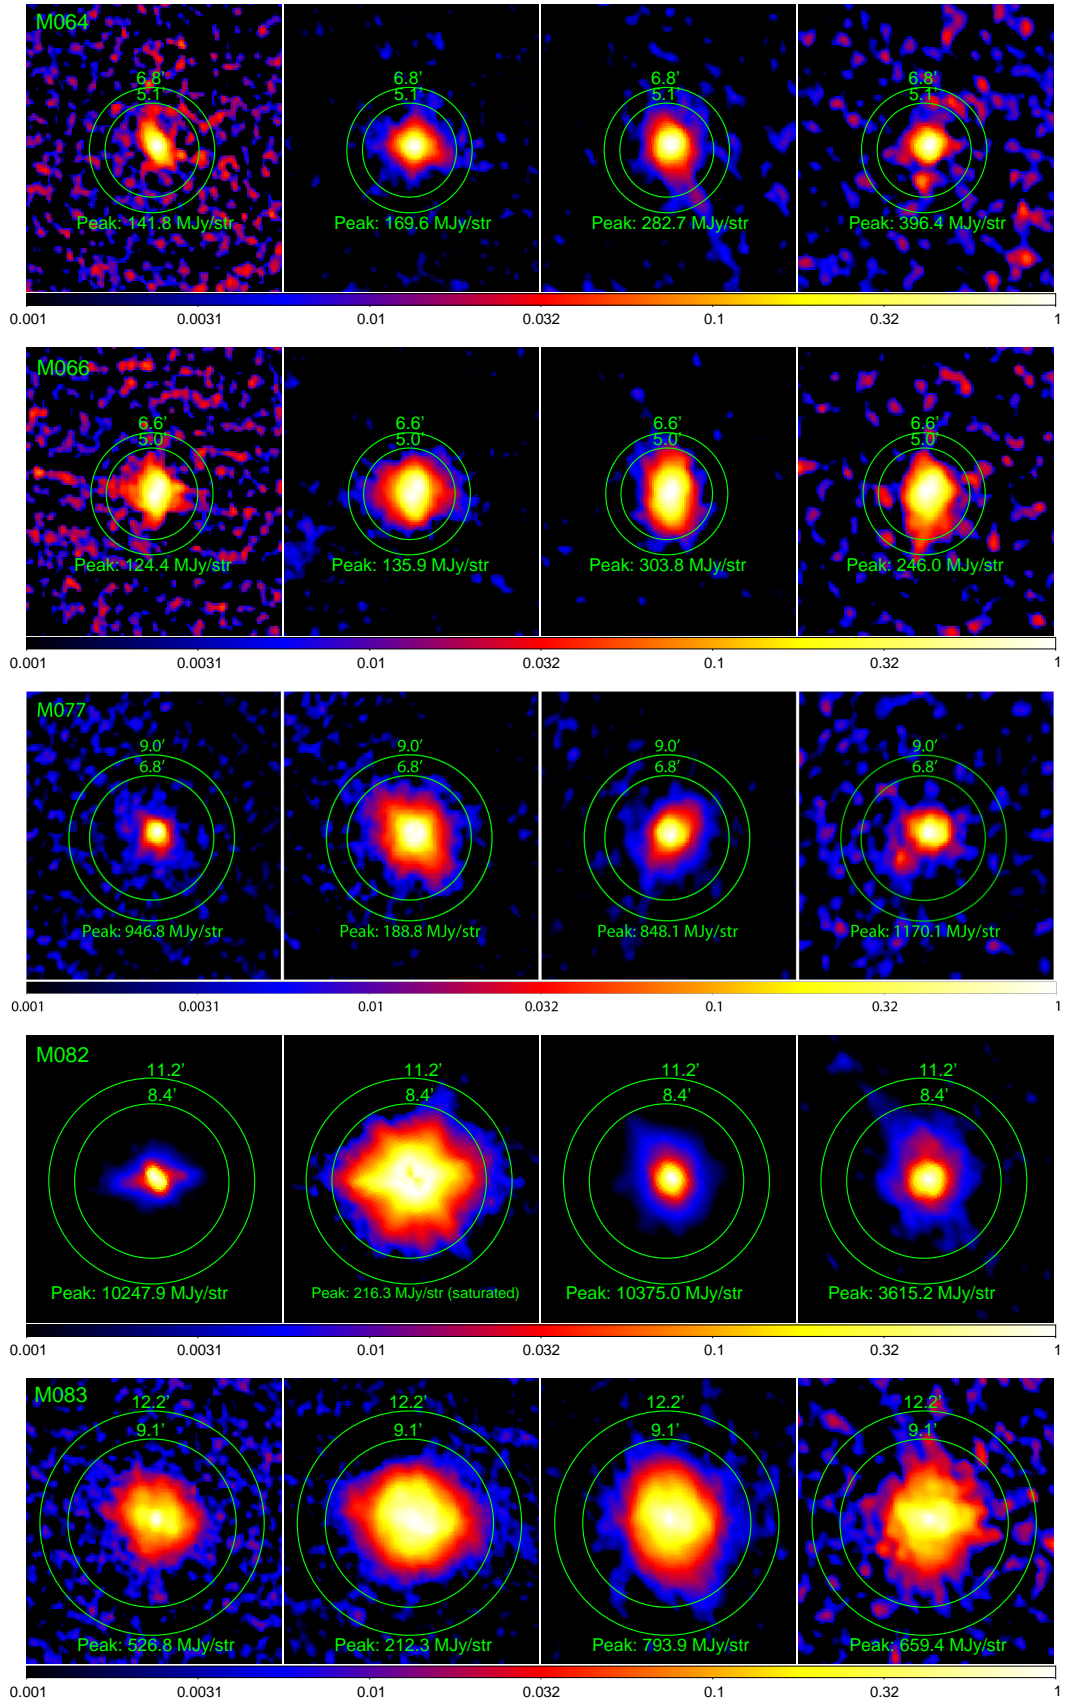 M064
6.8’ 6.8’ 6.8’ 6.8’
5.1’ 5.1’ 5.1’ 5.1’
Peak: 141.8 MJy/str Peak: 169.6 MJy/str Peak: 282.7 MJy/str Peak: 396.4 MJy/str
0.001 0.0031 0.01 0.032 0.1 0.32 1
M066
6.6’ 6.6’ 6.6’ 6.6’
5.0’ 5.0’ 5.0’ 5.0’
Peak: 124.4 MJy/str Peak: 135.9 MJy/str Peak: 303.8 MJy/str Peak: 246.0 MJy/str
0.001 0.0031 0.01 0.032 0.1 0.32 1
M077
9.0’ 9.0’ 9.0’ 9.0’
6.8’ 6.8’ 6.8’ 6.8’
Peak: 946.8 MJy/str Peak: 188.8 MJy/str Peak: 848.1 MJy/str Peak: 1170.1 MJy/str
0.001 0.0031 0.01 0.032 0.1 0.32 1
M082
11.2’ 11.2’ 11.2’ 11.2’
8.4’ 8.4’ 8.4’ 8.4’
Peak: 10247.9 MJy/str Peak: 216.3 MJy/str (saturated) Peak: 10375.0 MJy/str Peak: 3615.2 MJy/str
0.001 0.0031 0.01 0.032 0.1 0.32 1
M083
12.2’ 12.2’ 12.2’ 12.2’
9.1’ 9.1’ 9.1’ 9.1’
Peak: 526.8 MJy/str Peak: 212.3 MJy/str Peak: 793.9 MJy/str Peak: 659.4 MJy/str
0.001 0.0031 0.01 0.032 0.1 0.32 1